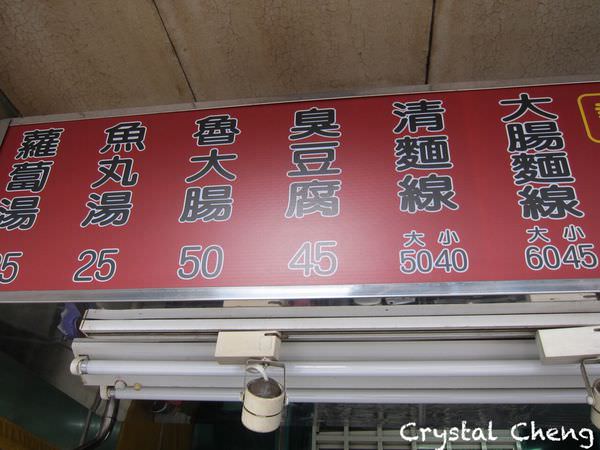 大腸麵線
大 小
60 45
清麵線
大 小
50 40
臭豆腐
45
魯大腸
50
魚丸湯
25
蘿蔔湯
Crystal Cheng